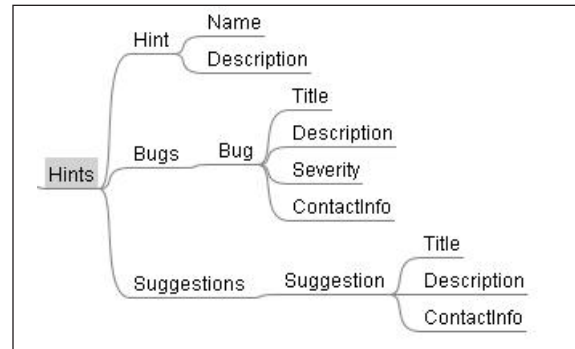 Hints
Hint
Name
Description
Bugs
Bug
Title
Description
Severity
ContactInfo
Suggestions
Suggestion
Title
Description
ContactInfo